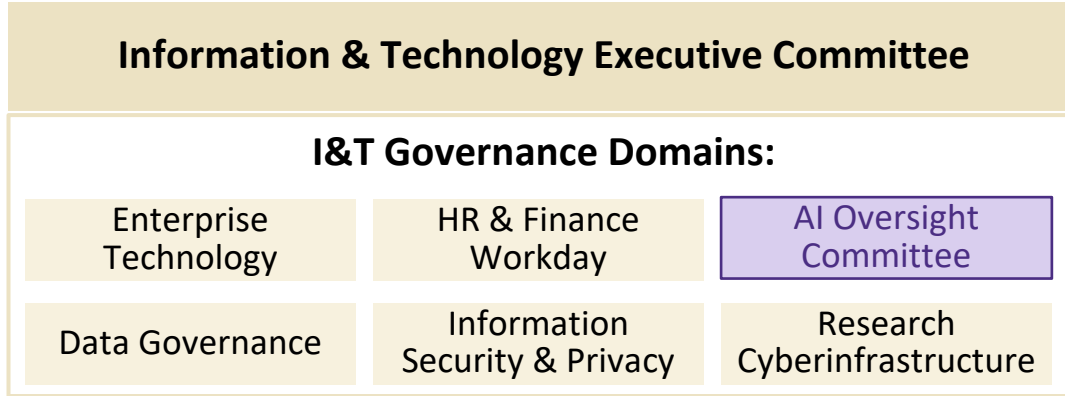 Information & Technology Executive Committee
I&T Governance Domains:
Enterprise
Technology
HR & Finance
Workday
AI Oversight
Committee
Data Governance
Information
Security & Privacy
Research
Cyberinfrastructure